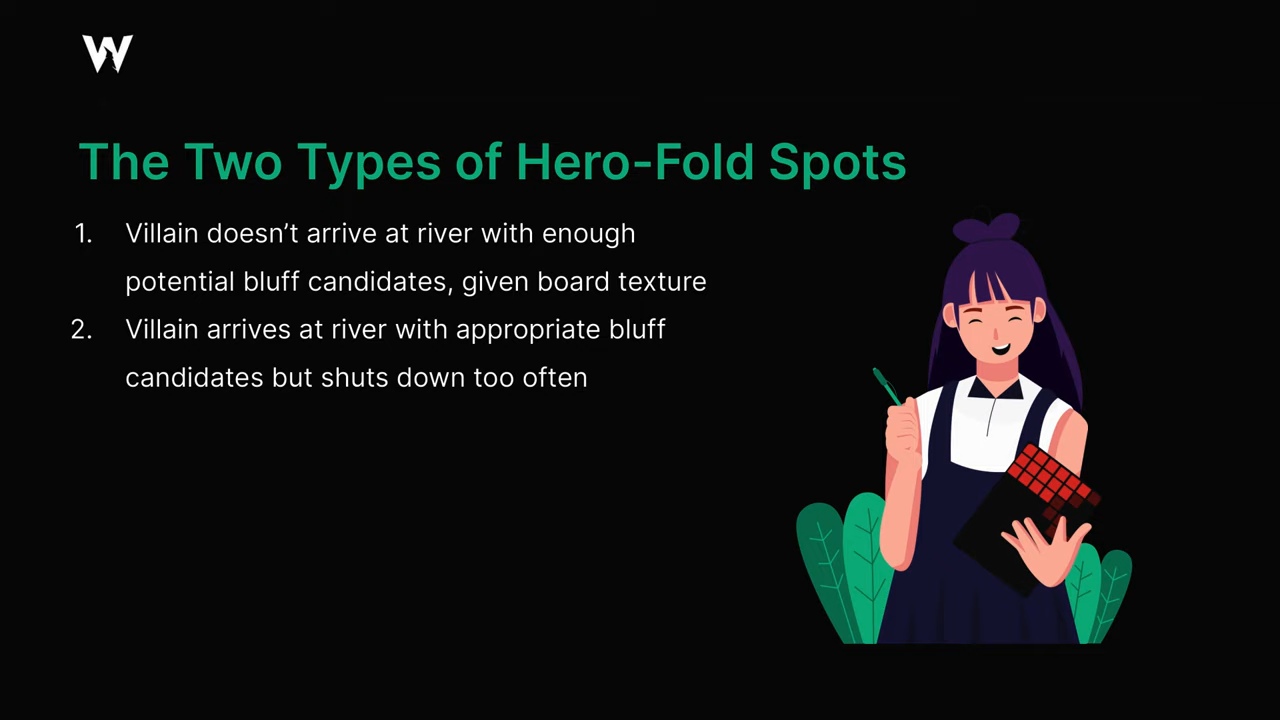 The Two Types of Hero-Fold Spots
1. Villain doesn’t arrive at river with enough
potential bluff candidates, given board texture
2. Villain arrives at river with appropriate bluff
candidates but shuts down too often